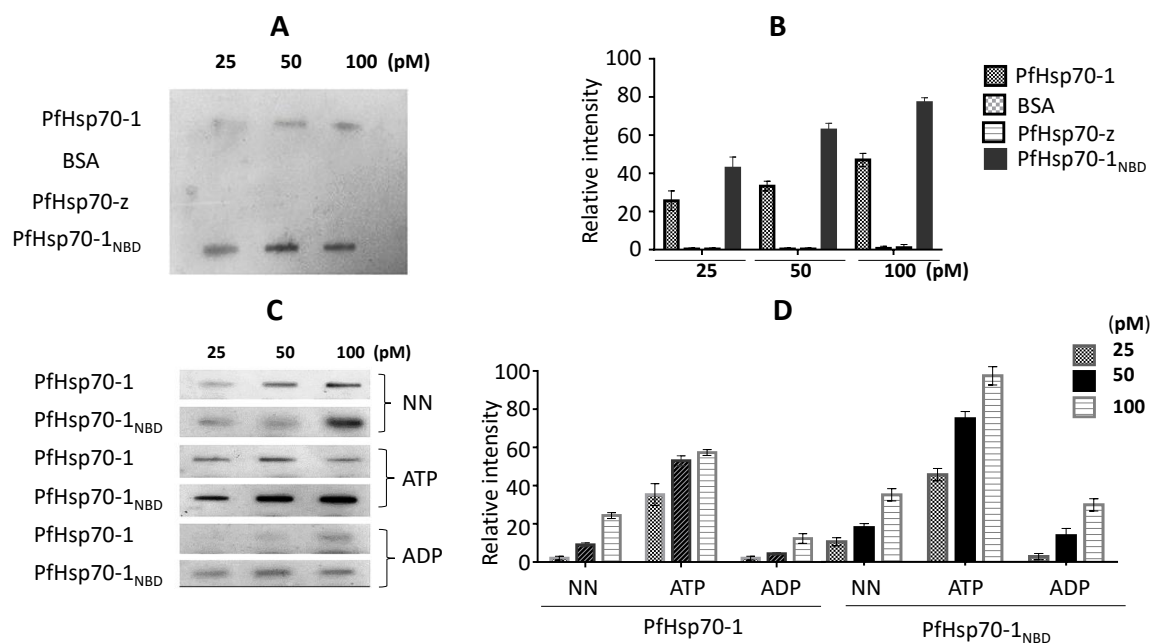 A
25 50 100 (pM)
PfHsp70-1
BSA
PfHsp70-z
PfHsp70-1NBD
B
Relative intensity
80
60
40
20
0
25 50 100 (pM)
PfHsp70-1
BSA
PfHsp70-z
PfHsp70-1NBD
C
25 50 100 (pM)
PfHsp70-1
PfHsp70-1NBD
NN
PfHsp70-1
PfHsp70-1NBD
ATP
PfHsp70-1
PfHsp70-1NBD
ADP
D
(pM)
25
50
100
Relative intensity
100
80
60
40
20
0
NN ATP ADP NN ATP ADP
PfHsp70-1 PfHsp70-1NBD